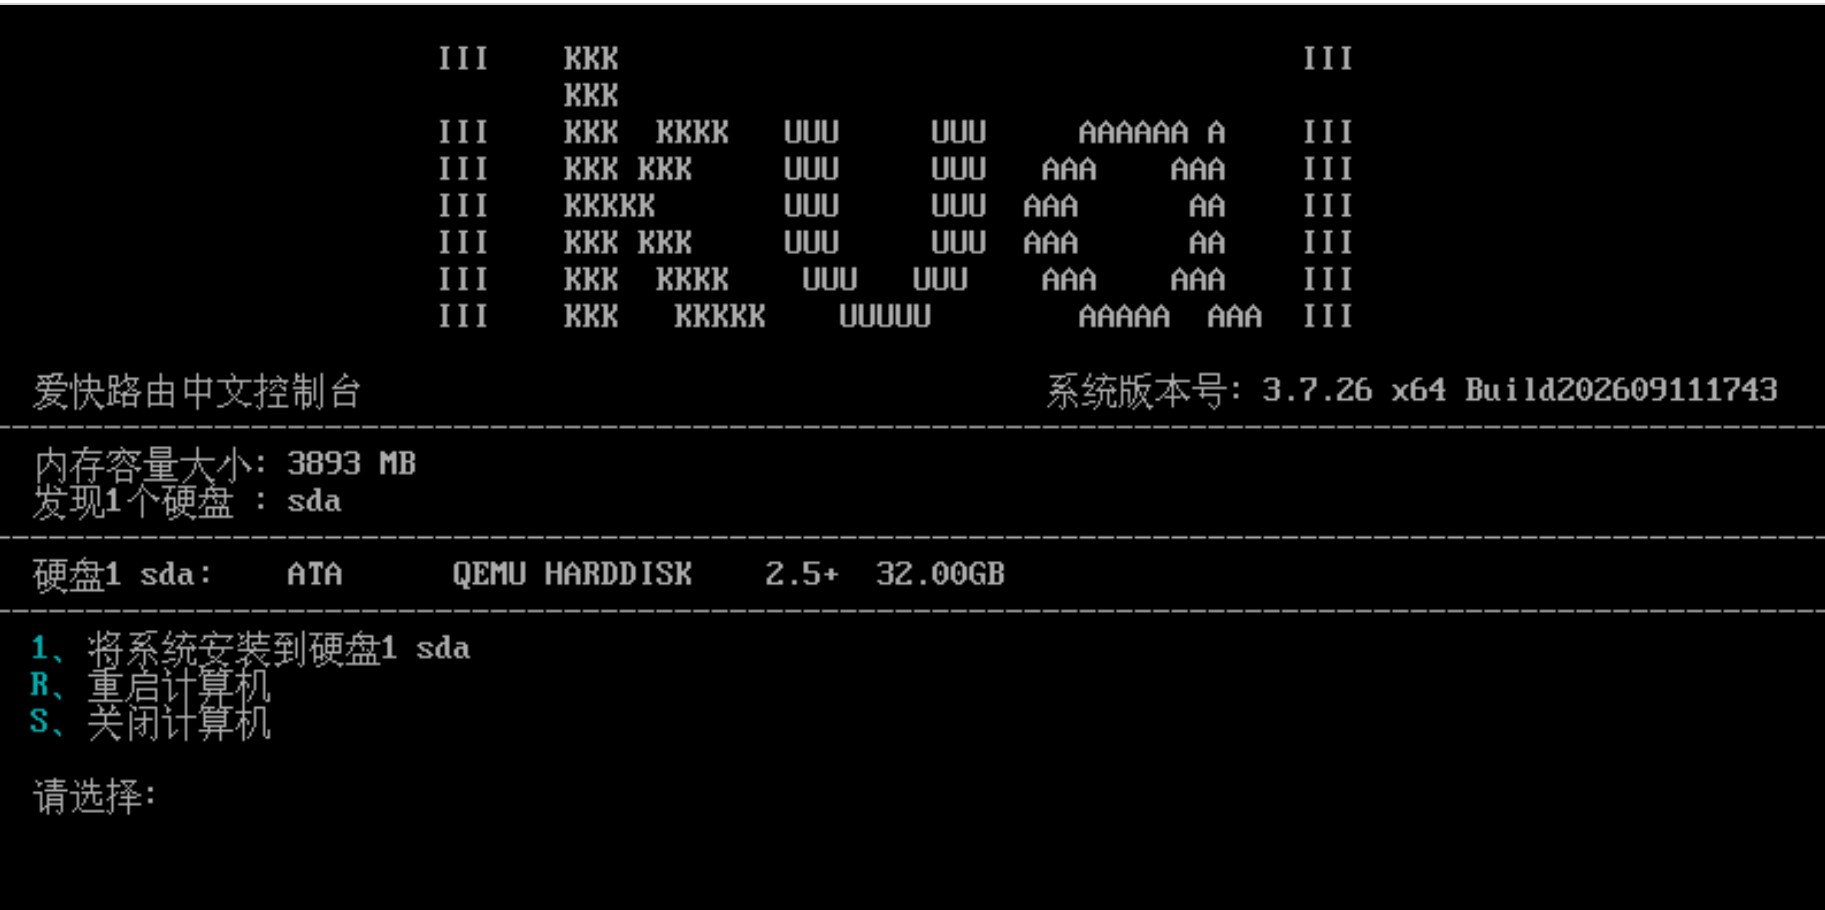 III    KKK                                     III
       KKK
III    KKK  KKKK   UUU     UUU     AAAAAA A    III
III    KKK KKK     UUU     UUU   AAA    AAA    III
III    KKKKK       UUU     UUU  AAA      AA    III
III    KKK KKK     UUU     UUU  AAA      AA    III
III    KKK  KKKK    UUU   UUU    AAA    AAA    III
III    KKK   KKKKK    UUUUU        AAAAA  AAA  III
爱快路由中文控制台 系统版本号: 3.7.26 x64 Build202609111743
内存容量大小: 3893 MB
发现1个硬盘 : sda
硬盘1 sda: ATA QEMU HARDDISK 2.5+ 32.00GB
1、将系统安装到硬盘1 sda
R、重启计算机
S、关闭计算机
请选择: